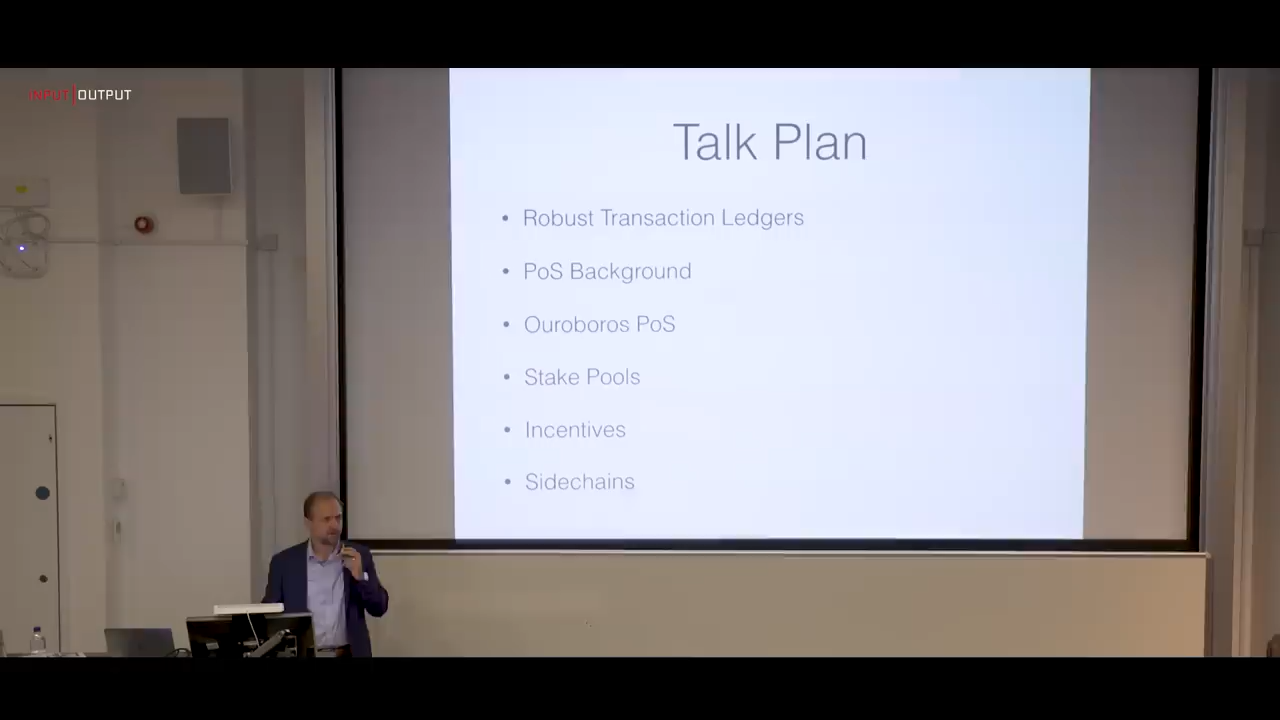 INPUT|OUTPUT
Talk Plan
• Robust Transaction Ledgers
• PoS Background
• Ouroboros PoS
• Stake Pools
• Incentives
• Sidechains